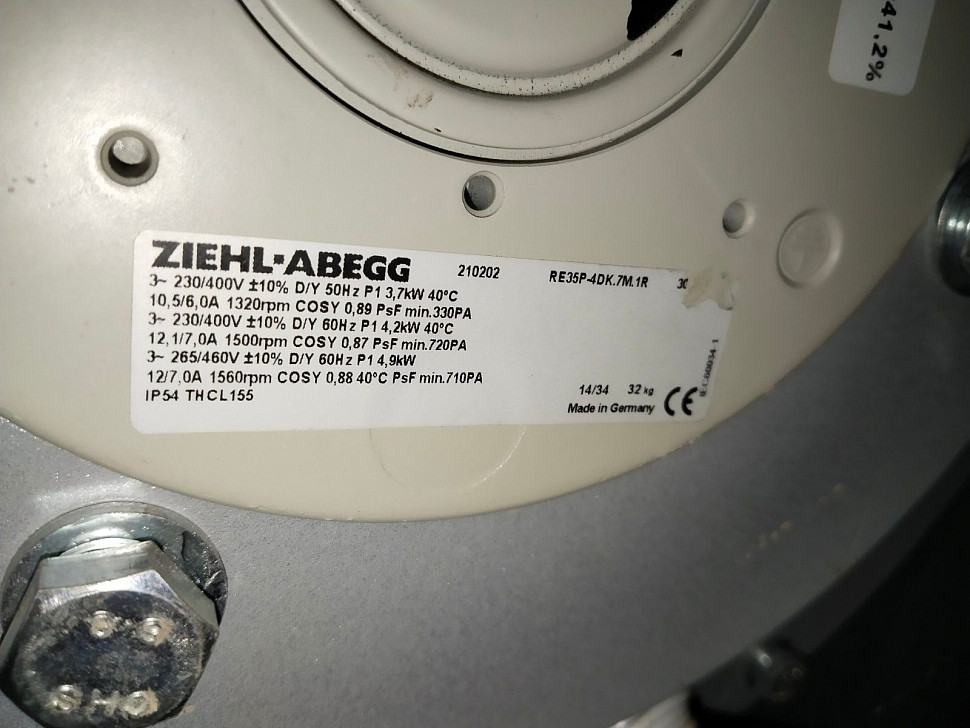 41.2%
ZIEHL-ABEGG 210202 RE35P-4DK.7M.1R
3~ 230/400V ±10% D/Y 50Hz P1 3,7kW 40°C
10,5/6,0A 1320rpm COSY 0,89 PsF min.330PA
3~ 230/400V ±10% D/Y 60Hz P1 4,2kW 40°C
12,1/7,0A 1500rpm COSY 0,87 PsF min.720PA
3~ 265/460V ±10% D/Y 60Hz P1 4,9kW
12/7,0A 1560rpm COSY 0,88 40°C PsF min.710PA
IP54 THCL155
14/34 32 kg
Made in Germany CE
IEC60034-1